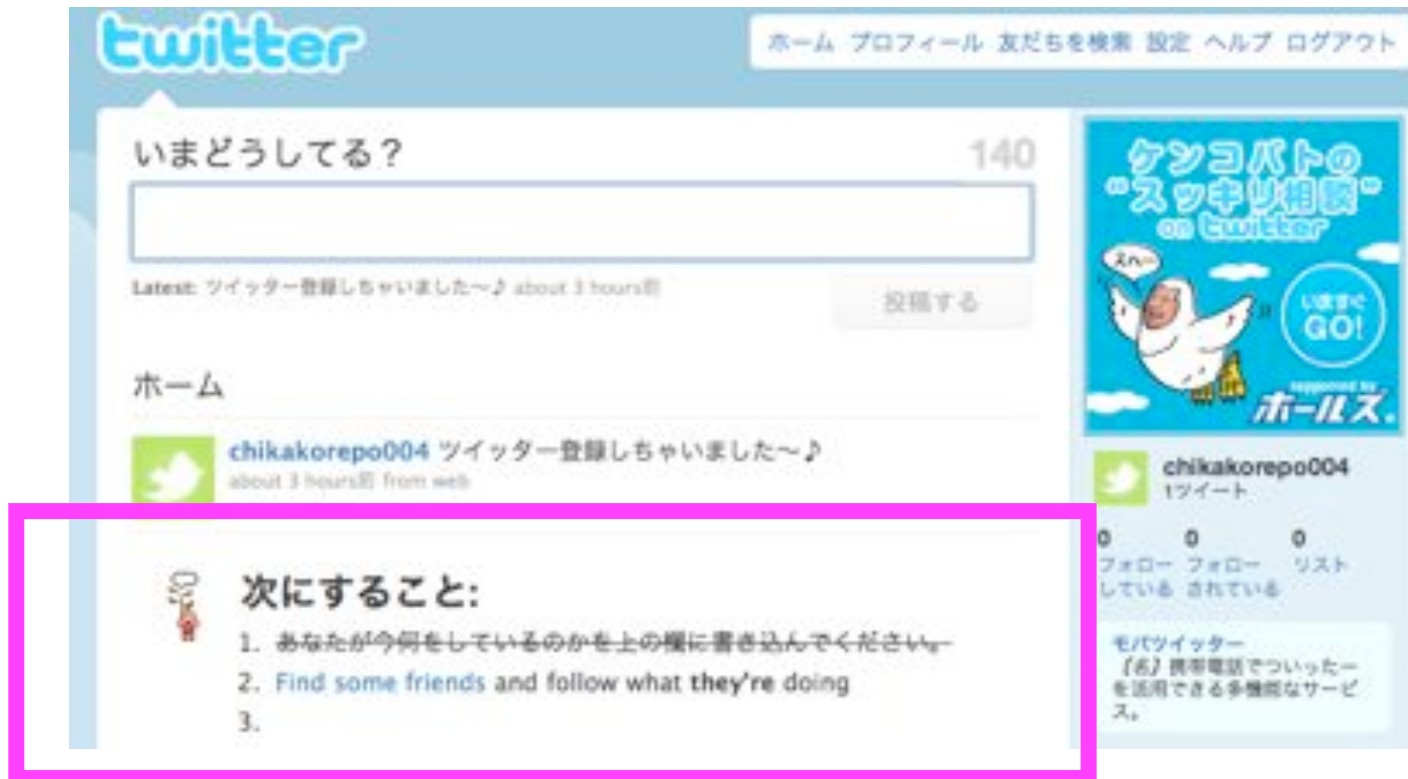 twitter
ホーム プロフィール 友だちを検索 設定 ヘルプ ログアウト
いまどうしてる?
140
Latest: ツイッター登録しちゃいました〜♪ about 3 hours前
投稿する
ホーム
chikakorepo004 ツイッター登録しちゃいました〜♪
about 3 hours前 from web
次にすること:
1. あなたが今何をしているのかを上の欄に書き込んでください。
2. Find some friends and follow what they're doing
3.
ケンコバトの
“スッキリ相談”
on twitter
えへー
いますぐ
GO!
supported by
ホールズ
chikakorepo004
1ツイート
0 0 0
フォロー フォロー リスト
している されている
モバツイッター
【名】携帯電話でついったー
を活用できる多機能なサービ
ス。